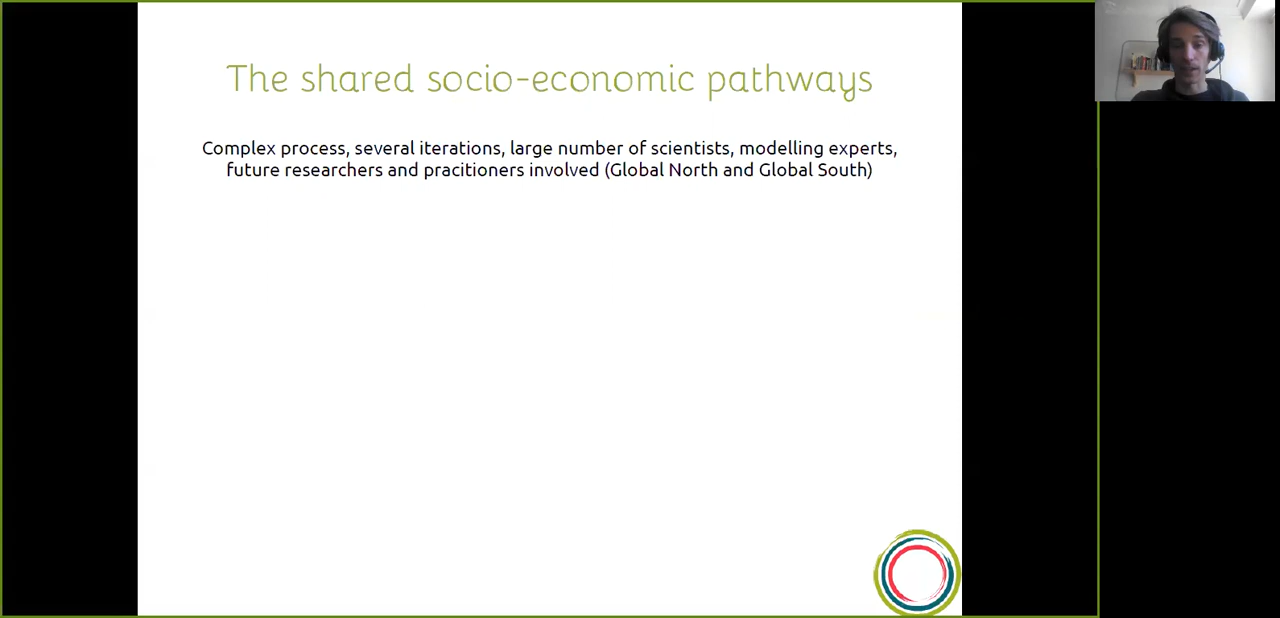 The shared socio-economic pathways
Complex process, several iterations, large number of scientists, modelling experts,
future researchers and pracitioners involved (Global North and Global South)